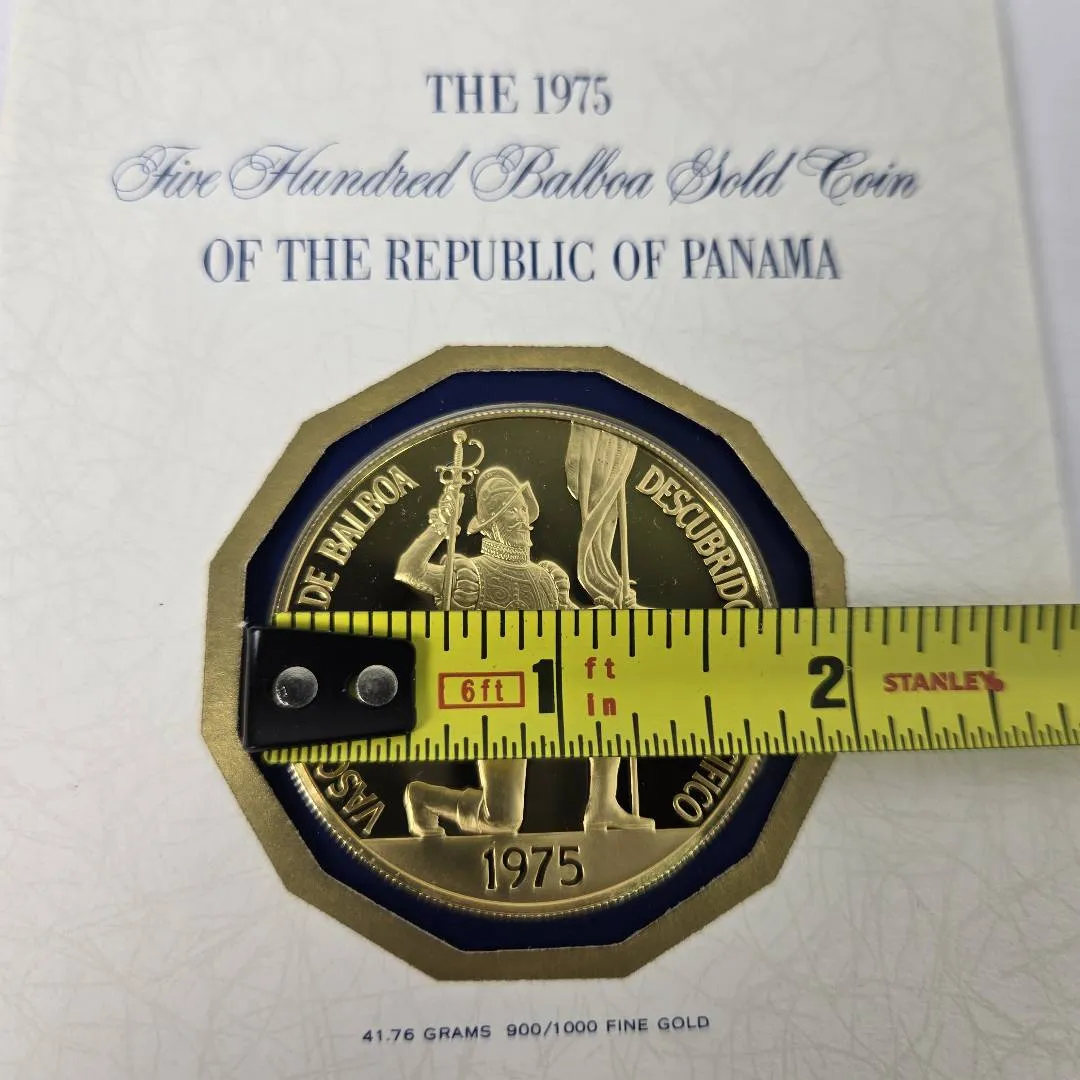 THE 1975
Five Hundred Balboa Gold Coin
OF THE REPUBLIC OF PANAMA
DE BALBOA
DESCUBRIDO
6ft 1 ft 2 STANLEY
in
VASC
IFICO
1975
41.76 GRAMS 900/1000 FINE GOLD